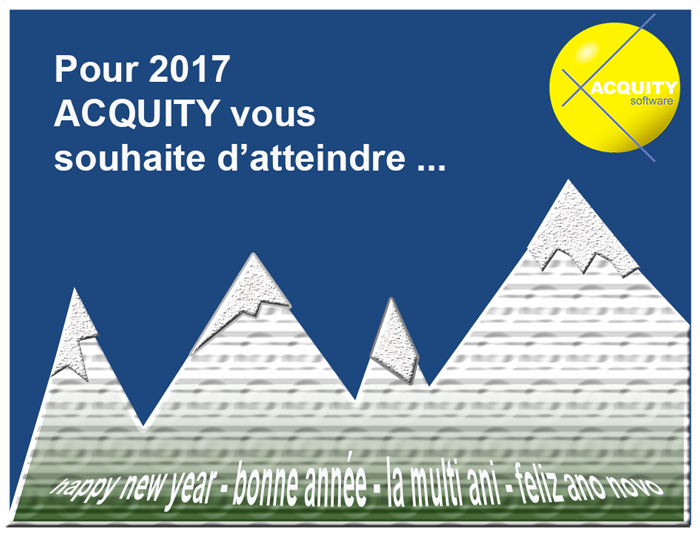 Pour 2017
ACQUITY vous
souhaite d’atteindre ...
ACQUITY
software
happy new year - bonne année - la multi ani - feliz ano novo